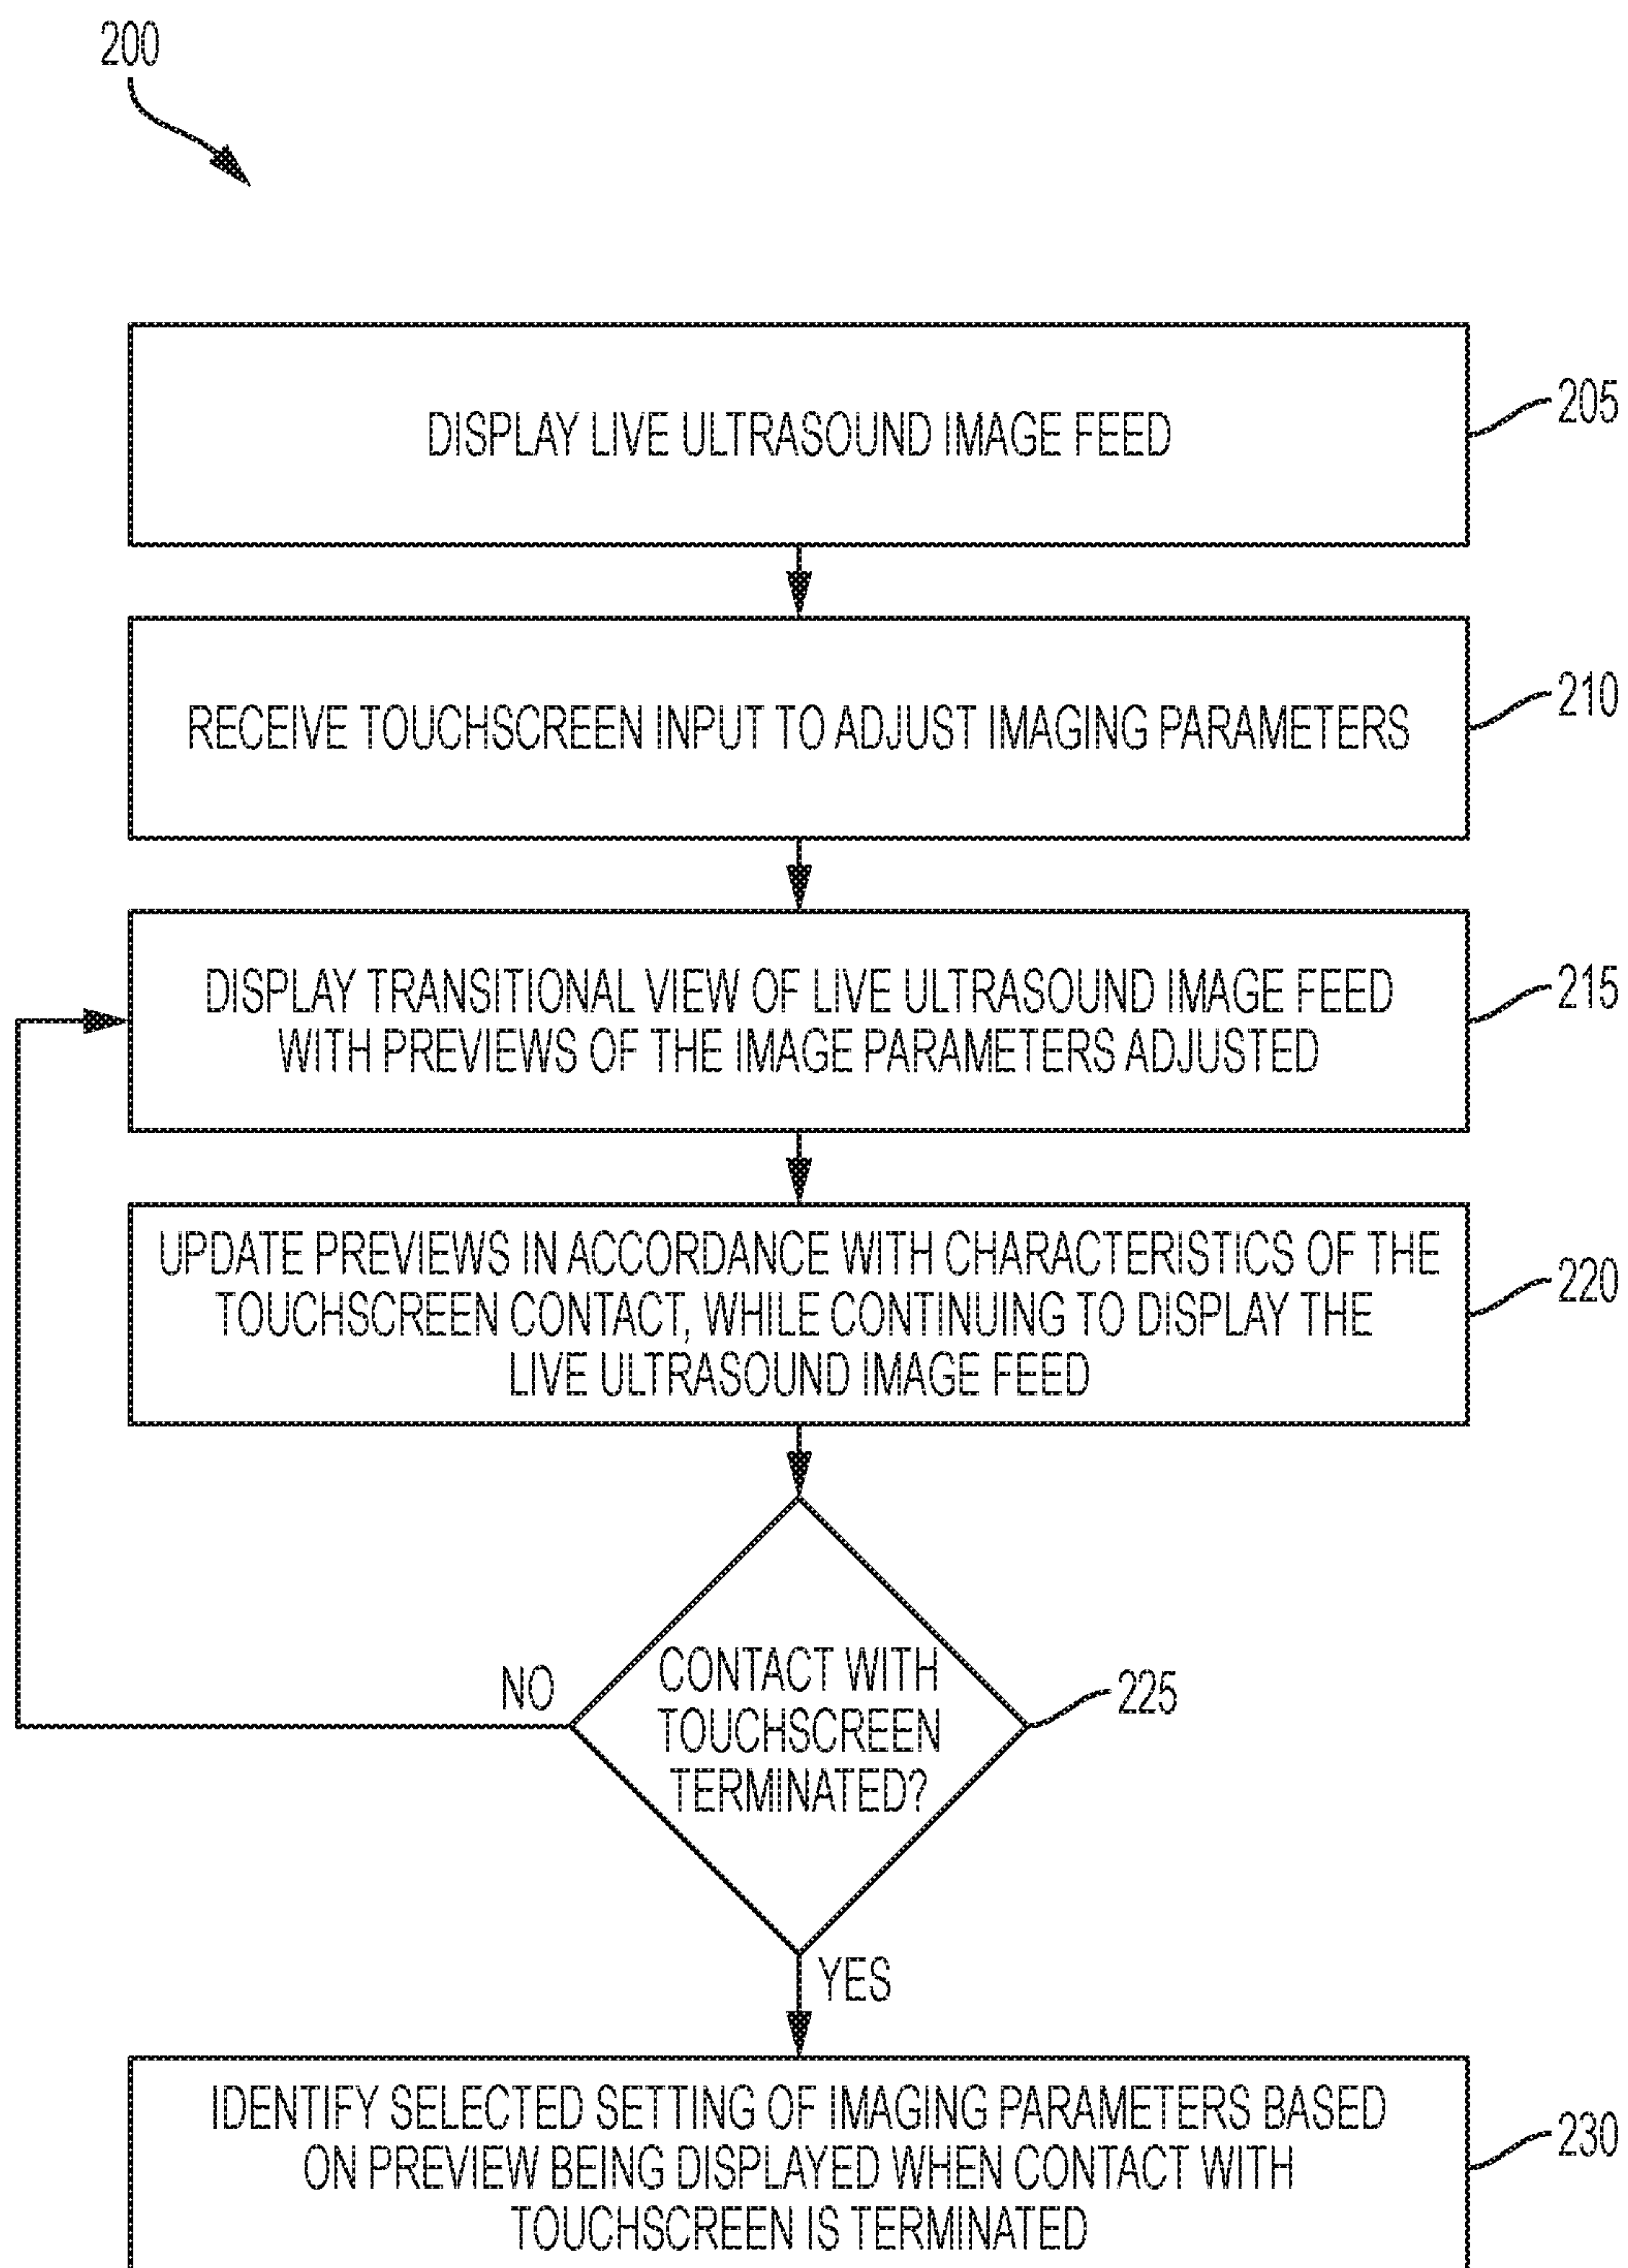 200
DISPLAY LIVE ULTRASOUND IMAGE FEED
205
RECEIVE TOUCHSCREEN INPUT TO ADJUST IMAGING PARAMETERS
210
DISPLAY TRANSITIONAL VIEW OF LIVE ULTRASOUND IMAGE FEED
WITH PREVIEWS OF THE IMAGE PARAMETERS ADJUSTED
215
UPDATE PREVIEWS IN ACCORDANCE WITH CHARACTERISTICS OF THE
TOUCHSCREEN CONTACT, WHILE CONTINUING TO DISPLAY THE
LIVE ULTRASOUND IMAGE FEED
220
NO
CONTACT WITH
TOUCHSCREEN
TERMINATED?
225
YES
IDENTIFY SELECTED SETTING OF IMAGING PARAMETERS BASED
ON PREVIEW BEING DISPLAYED WHEN CONTACT WITH
TOUCHSCREEN IS TERMINATED
230